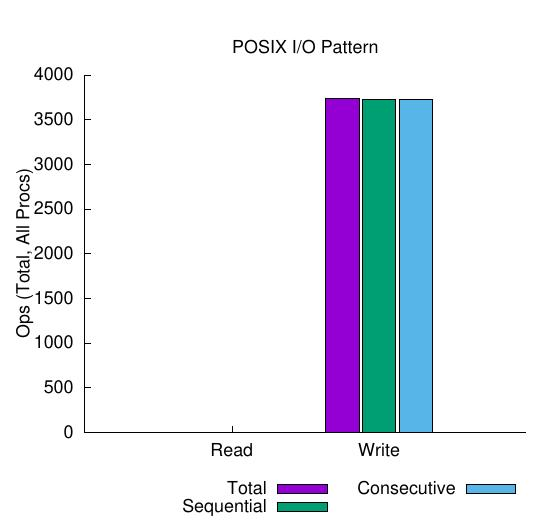 POSIX I/O Pattern
Ops (Total, All Procs)
4000
3500
3000
2500
2000
1500
1000
500
0
Read Write
Total Consecutive
Sequential